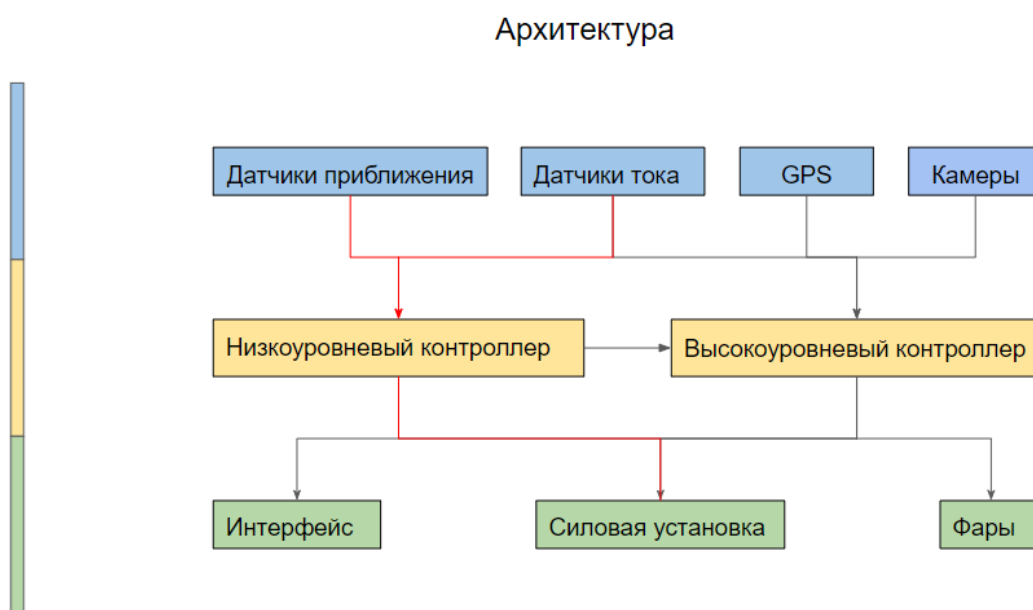 Архитектура
Датчики приближения
Датчики тока
GPS
Камеры
Низкоуровневый контроллер
Высокоуровневый контроллер
Интерфейс
Силовая установка
Фары